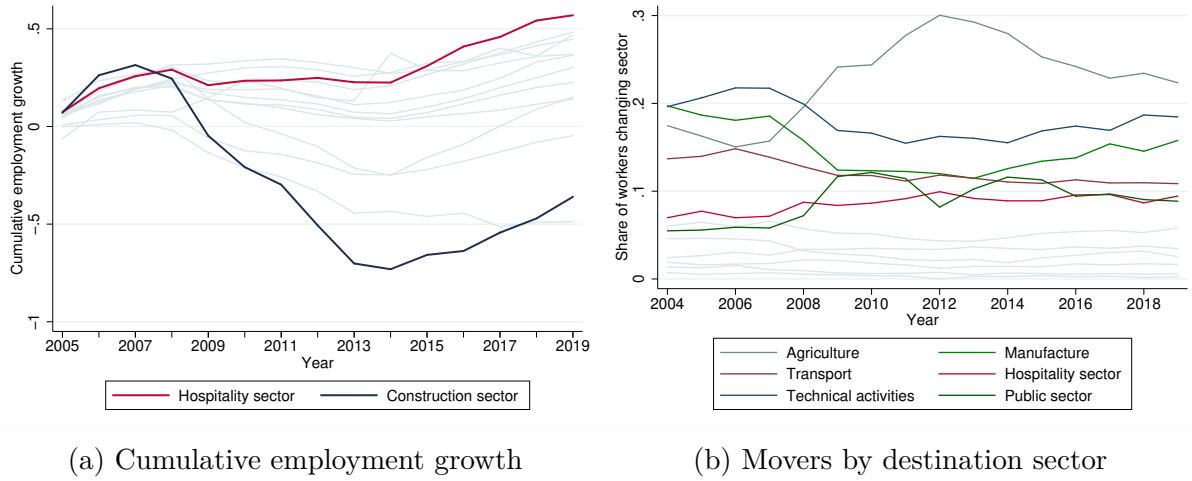 Cumulative employment growth
.5
0
-.5
-1
2005 2007 2009 2011 2013 2015 2017 2019
Year
Hospitality sector Construction sector
(a) Cumulative employment growth
Share of workers changing sector
.3
.2
.1
0
2004 2006 2008 2010 2012 2014 2016 2018
Year
Agriculture Manufacture
Transport Hospitality sector
Technical activities Public sector
(b) Movers by destination sector